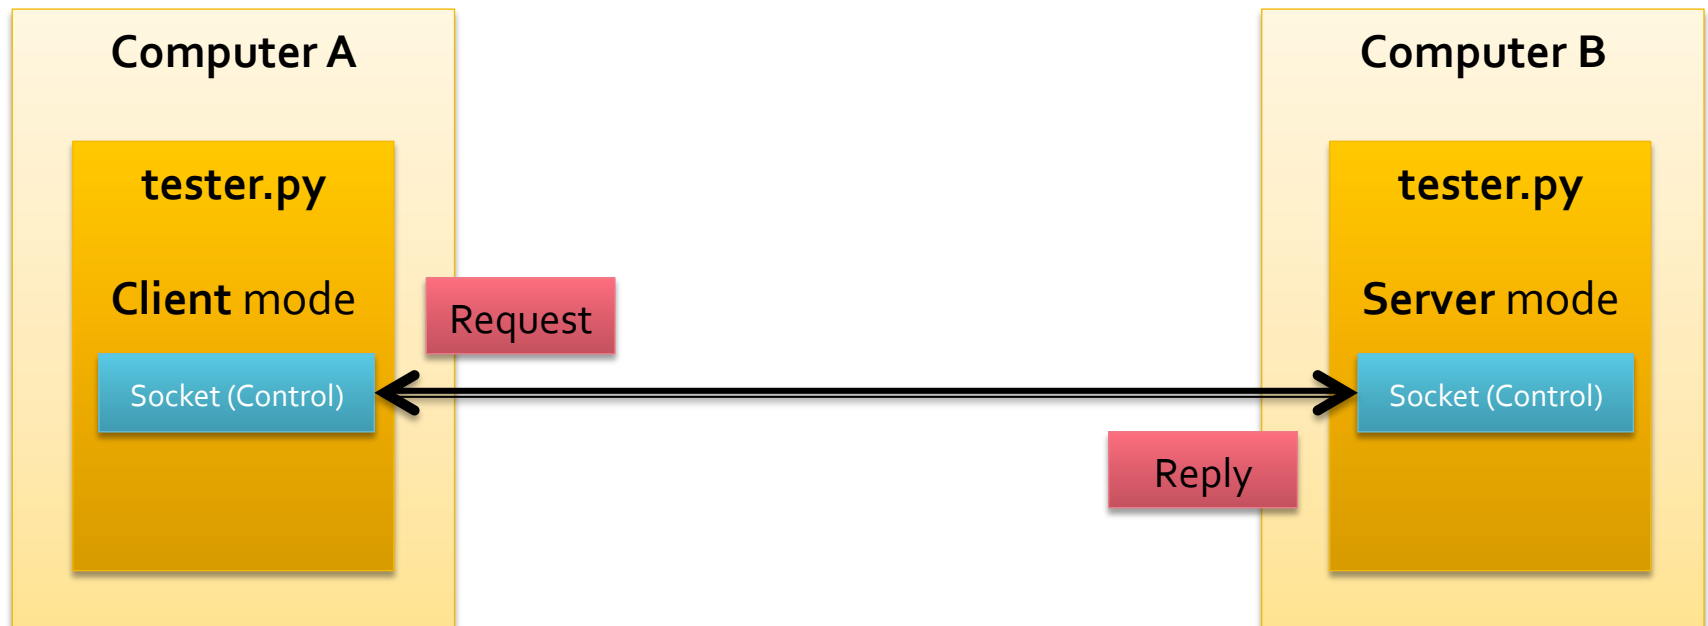 Computer A
tester.py
Client mode
Socket (Control)
Request
Reply
Computer B
tester.py
Server mode
Socket (Control)